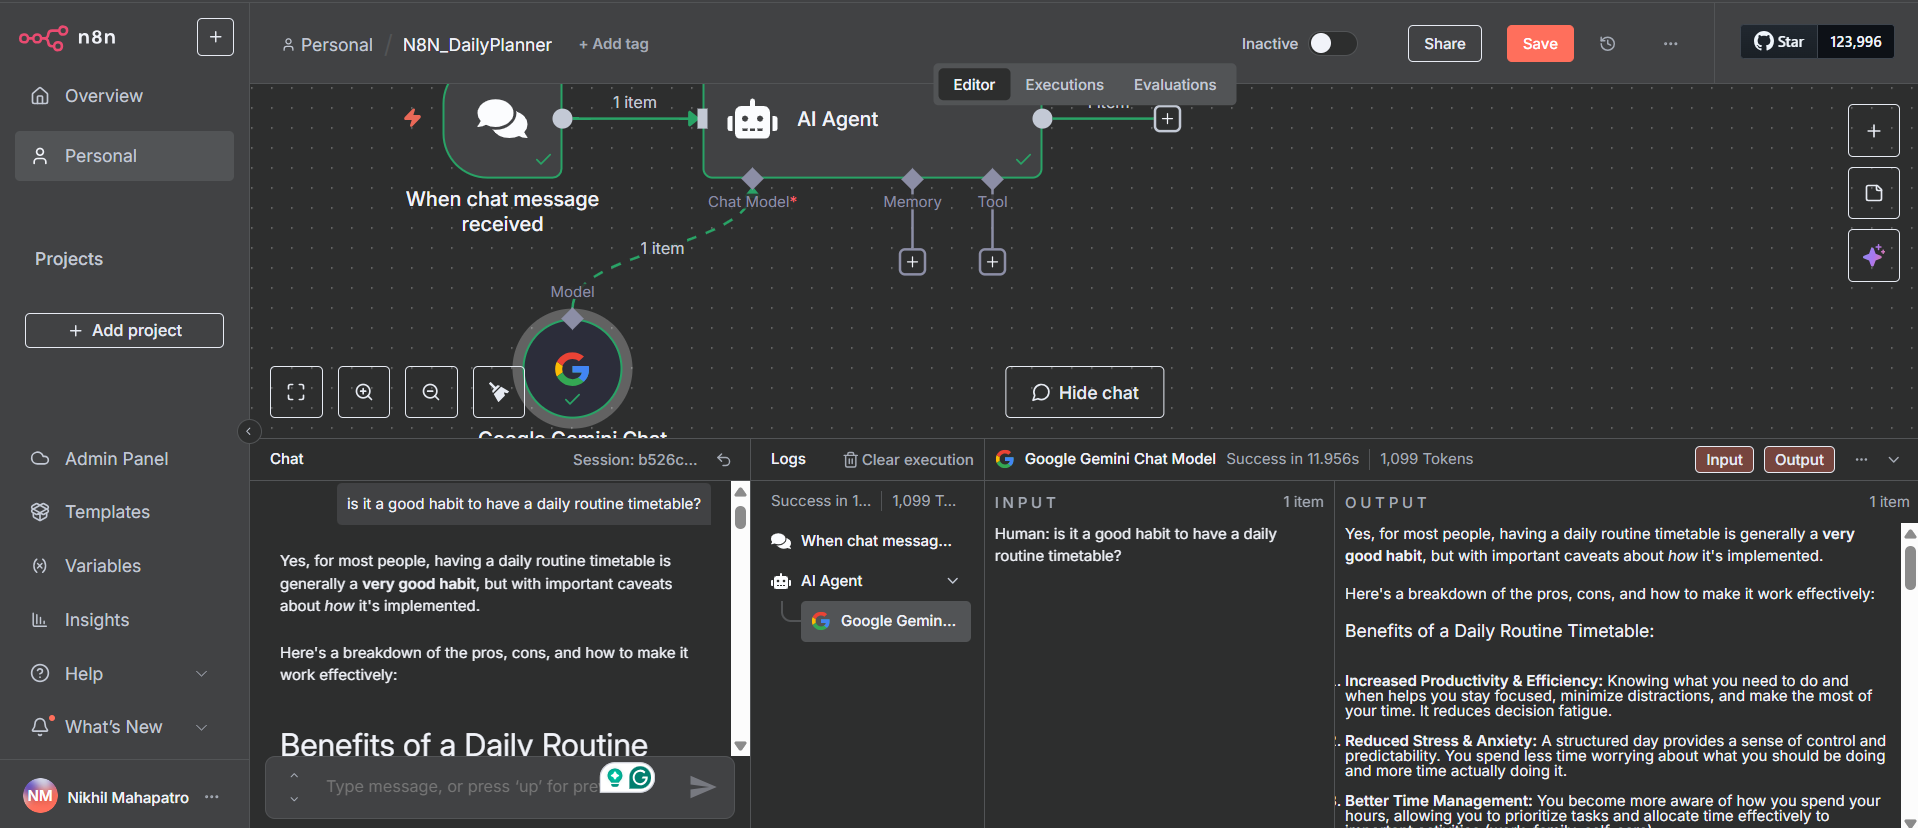 n8n
+
Overview
Personal
Projects
+ Add project
Admin Panel
Templates
Variables
Insights
Help
What's New
NM
Nikhil Mahapatro
...
Personal / N8N_DailyPlanner + Add tag
Inactive
Share
Save
...
Star 123,996
Editor Executions Evaluations
1 item
AI Agent
1 item
When chat message
received
Chat Model*
Memory
Tool
1 item
Model
Google Gemini Chat
Hide chat
Chat
Session: b526c...
is it a good habit to have a daily routine timetable?
Yes, for most people, having a daily routine timetable is
generally a very good habit, but with important caveats
about how it's implemented.
Here's a breakdown of the pros, cons, and how to make it
work effectively:
Benefits of a Daily Routine
Type message, or press 'up' for pre
Logs
Clear execution
Success in 1... 1,099 T...
When chat messag...
AI Agent
Google Gemin...
Google Gemini Chat Model Success in 11.956s 1,099 Tokens
Input
Output
...
INPUT
1 item
Human: is it a good habit to have a daily
routine timetable?
OUTPUT
1 item
Yes, for most people, having a daily routine timetable is generally a very
good habit, but with important caveats about how it's implemented.
Here's a breakdown of the pros, cons, and how to make it work effectively:
Benefits of a Daily Routine Timetable:
. Increased Productivity & Efficiency: Knowing what you need to do and
when helps you stay focused, minimize distractions, and make the most of
your time. It reduces decision fatigue.
2. Reduced Stress & Anxiety: A structured day provides a sense of control and
predictability. You spend less time worrying about what you should be doing
and more time actually doing it.
3. Better Time Management: You become more aware of how you spend your
hours, allowing you to prioritize tasks and allocate time effectively to
important activities (work, family, self-care).